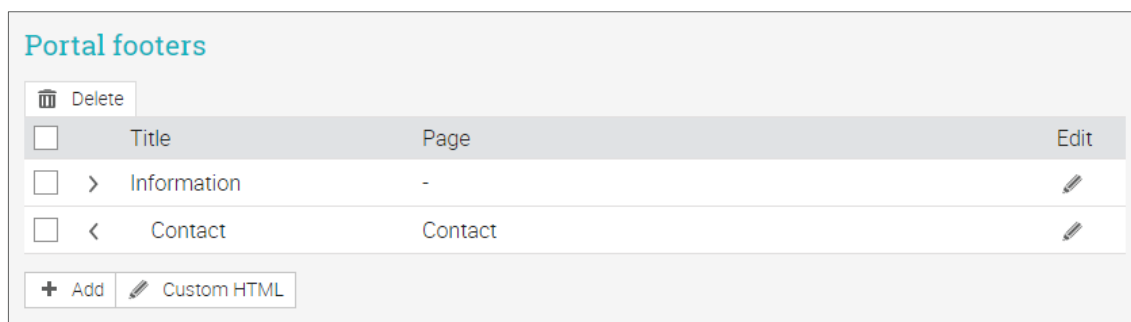 Portal footers
Delete
Title Page Edit
Information -
Contact Contact
Add Custom HTML